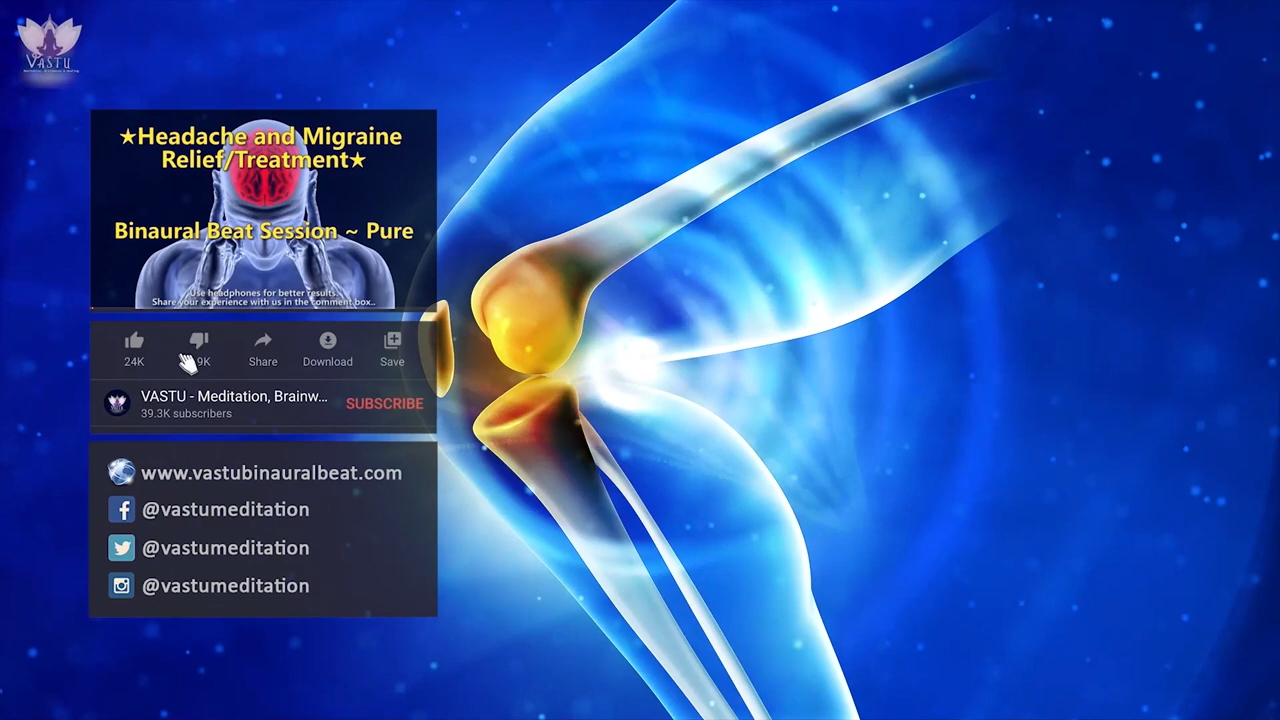 VASTU
★Headache and Migraine
Relief/Treatment★
Binaural Beat Session ~ Pure
Use headphones for better results.
Share your experience with us in the comment box..
24K
9K
Share
Download
Save
VASTU - Meditation, Brainw...
39.3K subscribers
SUBSCRIBE
www.vastubinauralbeat.com
@vastumeditation
@vastumeditation
@vastumeditation